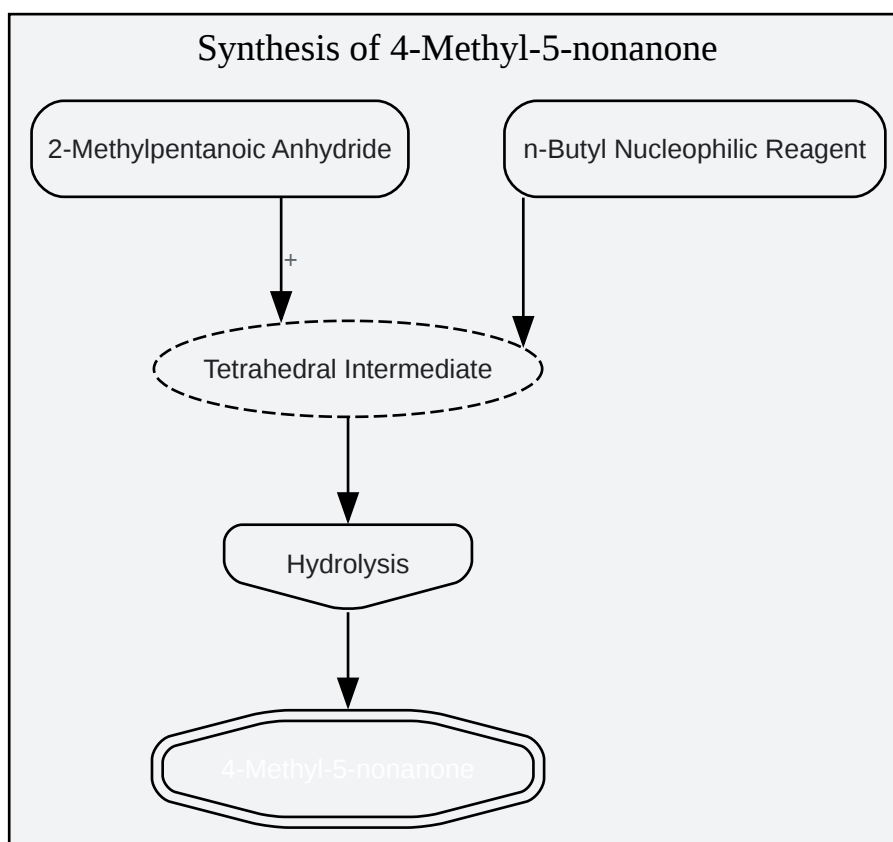 Synthesis of 4-Methyl-5-nonanone
2-Methylpentanoic Anhydride
n-Butyl Nucleophilic Reagent
+
Tetrahedral Intermediate
Hydrolysis
4-Methyl-5-nonanone